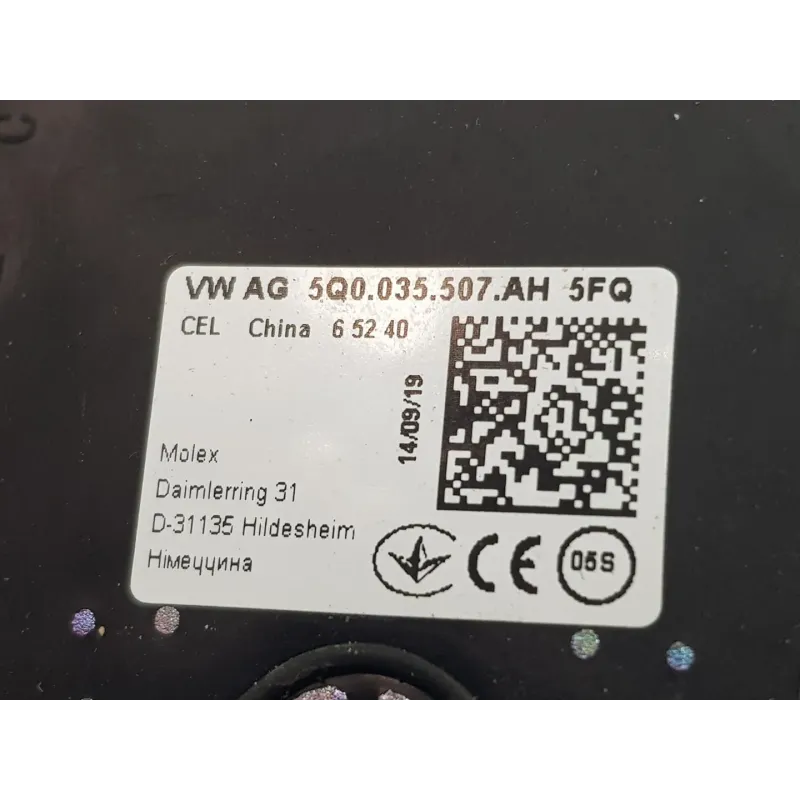 C
VW AG 5Q0.035.507.AH 5FQ
CEL China 6 52 40
14/09/19
Molex
Daimlerring 31
D-31135 Hildesheim
Німеччина
CE
05S